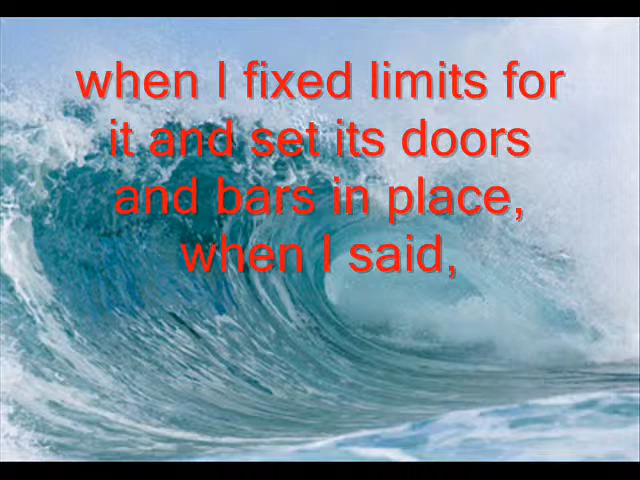 when I fixed limits for
it and set its doors
and bars in place,
when I said,